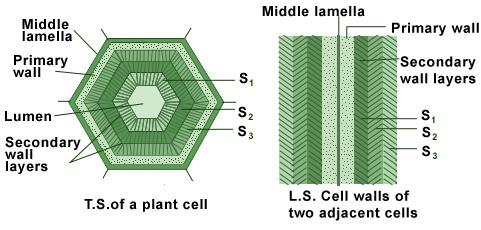 Middle
lamella
Primary
wall
Lumen
Secondary
wall
layers
S1
S2
S3
T.S.of a plant cell
Middle lamella
Primary wall
Secondary
wall layers
S1
S2
S3
L.S. Cell walls of
two adjacent cells